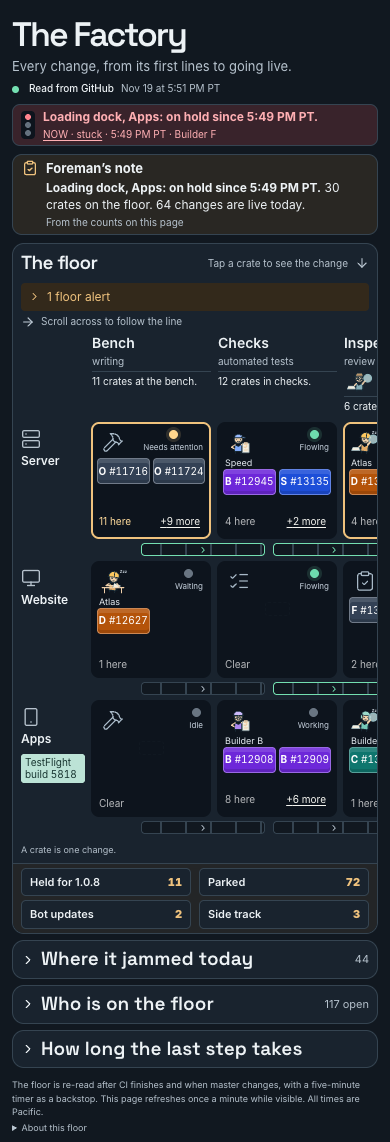 The Factory
Every change, from its first lines to going live.
Read from GitHub Nov 19 at 5:51 PM PT
Loading dock, Apps: on hold since 5:49 PM PT.
NOW · stuck · 5:49 PM PT · Builder F
Foreman's note
Loading dock, Apps: on hold since 5:49 PM PT. 30
crates on the floor. 64 changes are live today.
From the counts on this page
The floor
Tap a crate to see the change ↓
1 floor alert
→ Scroll across to follow the line
Bench Checks Inspe
writing automated tests review
11 crates at the bench. 12 crates in checks.
6 crate
Server
Needs attention
O #11716 O #11724
11 here +9 more
Flowing
Speed
B #12945 S #13135
4 here +2 more
Atlas
D #13
4 her
Website
Waiting
Atlas
D #12627
1 here
Flowing
Clear
F #13
2 her
Apps
TestFlight
build 5818
Idle
Clear
Working
Builder B
B #12908 B #12909
8 here +6 more
Builde
C #13
1 here
A crate is one change.
Held for 1.0.8 11
Parked 72
Bot updates 2
Side track 3
Where it jammed today 44
Who is on the floor 117 open
How long the last step takes
The floor is re-read after CI finishes and when master changes, with a five-minute
timer as a backstop. This page refreshes once a minute while visible. All times are
Pacific.
About this floor